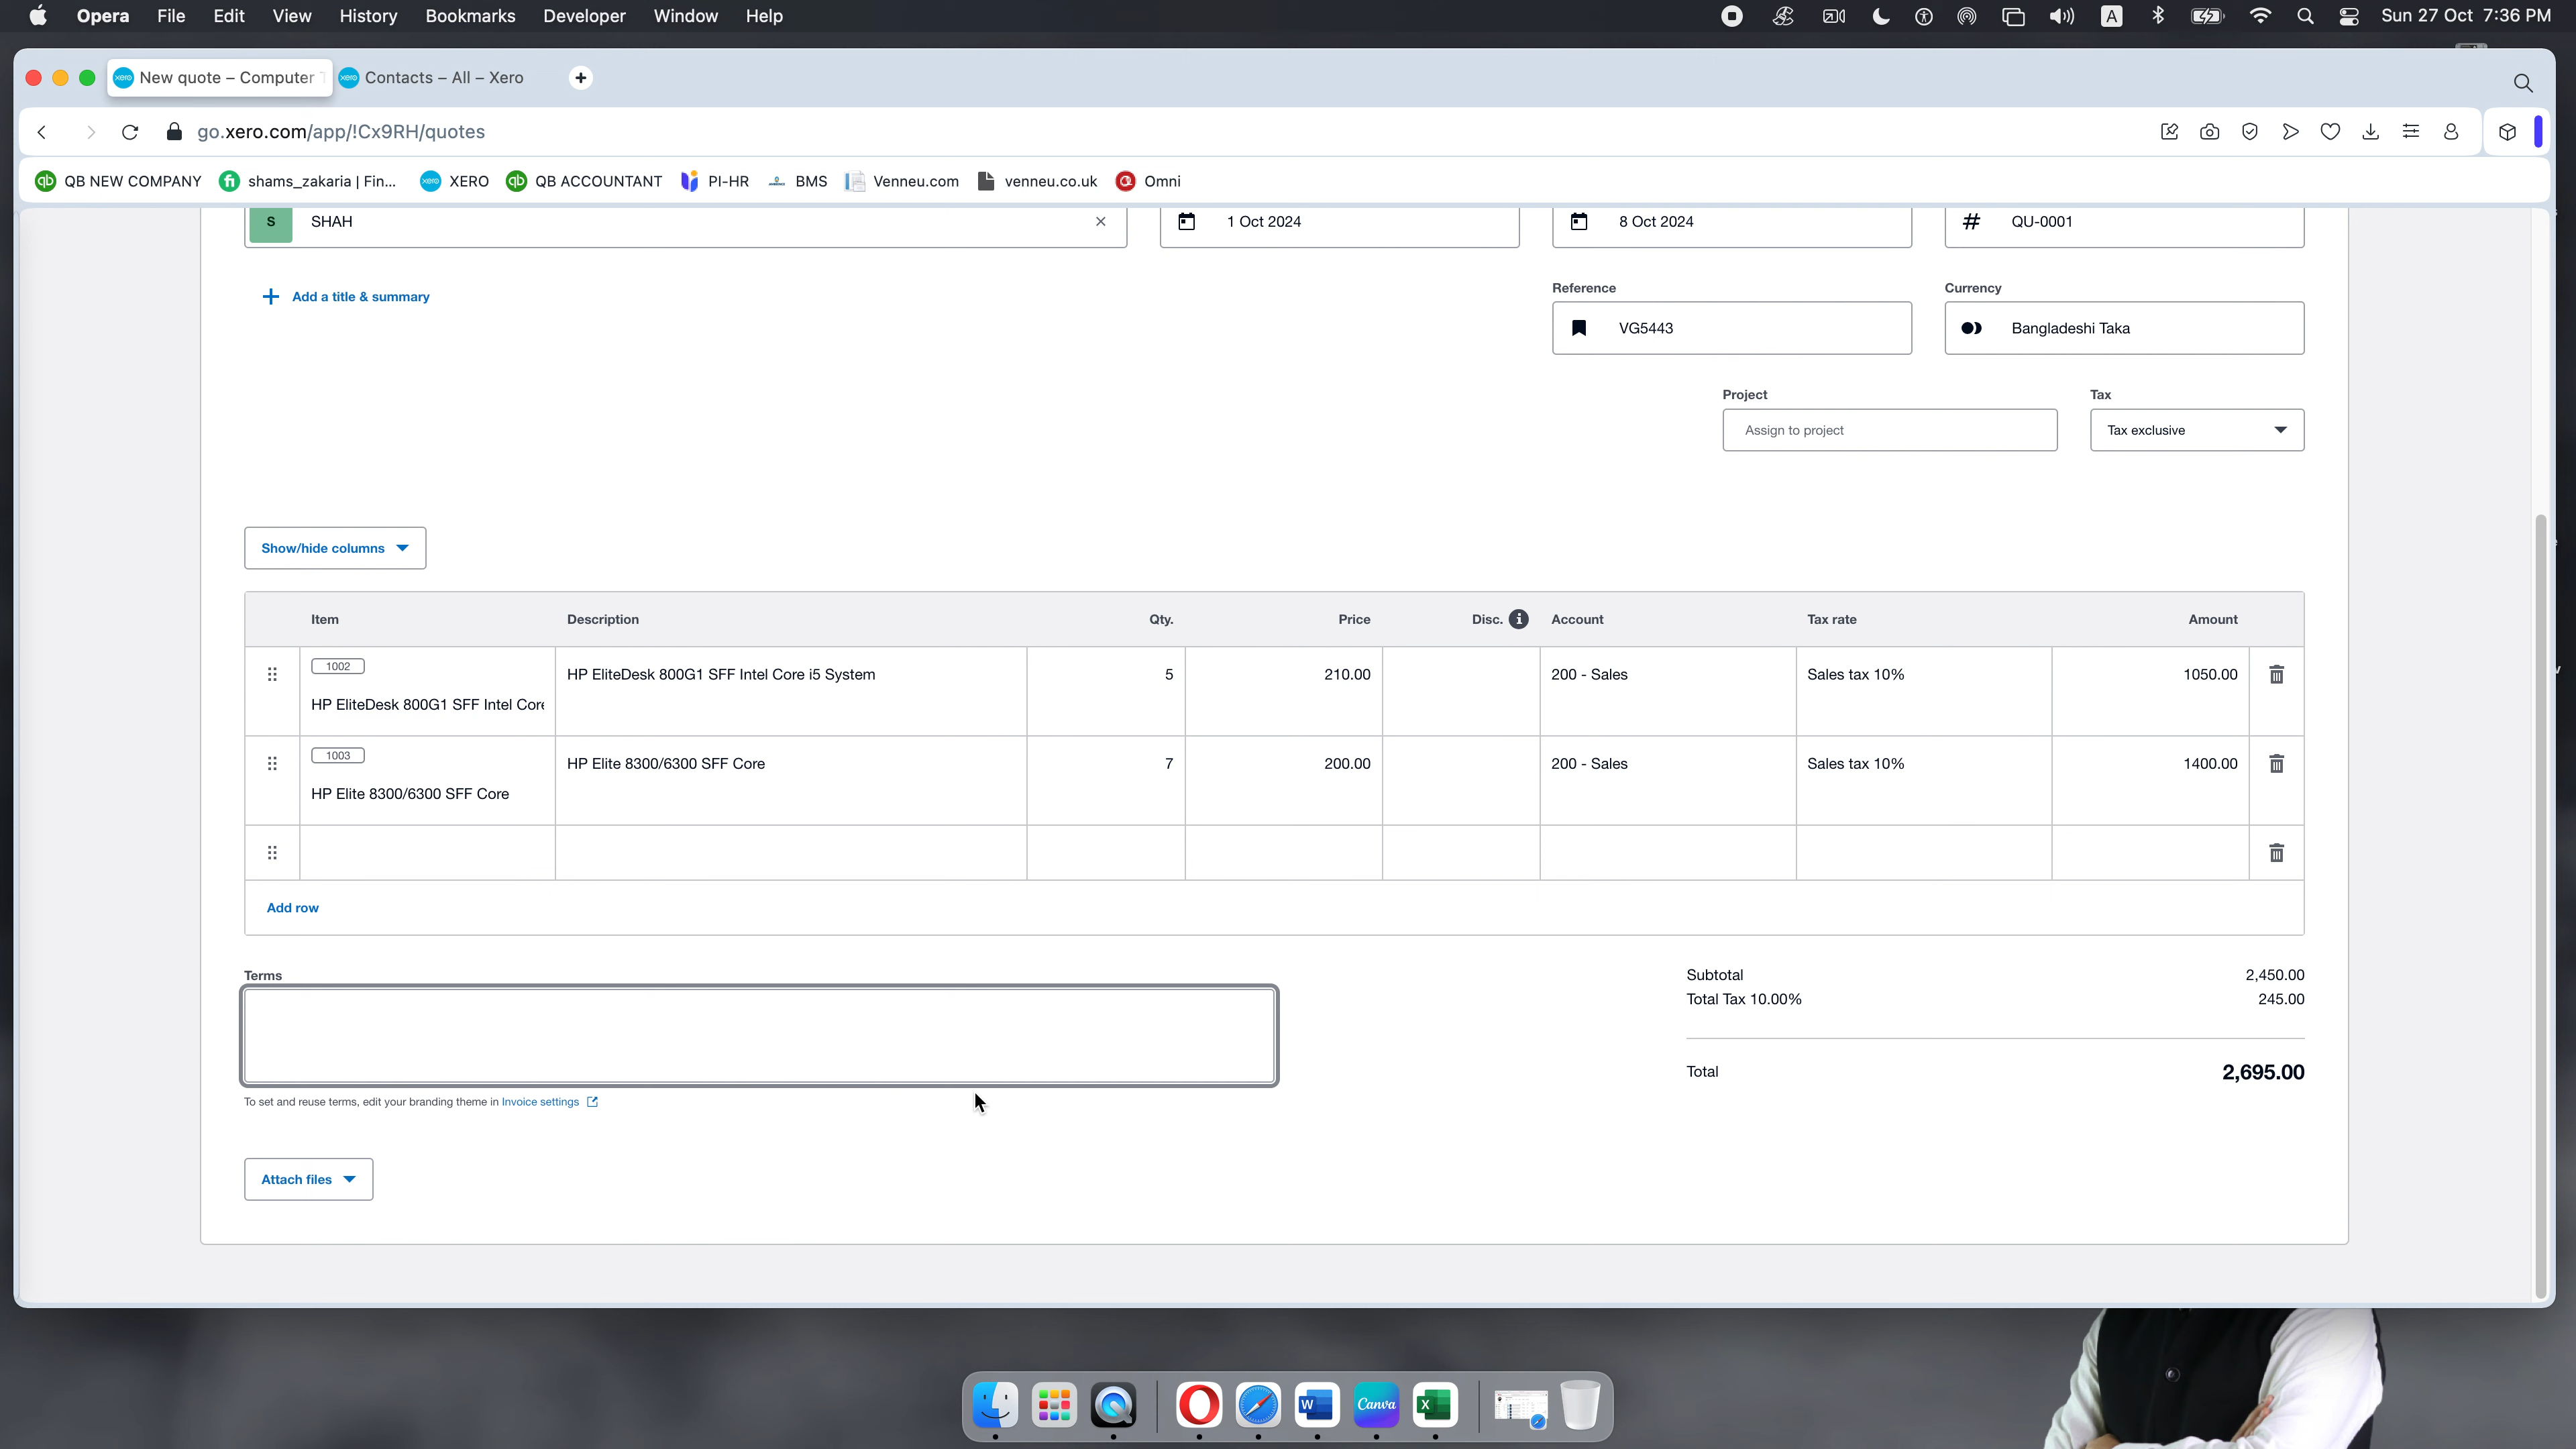 Opera File Edit View History Bookmarks Developer Window Help A Sun 27 Oct 7:36 PM
xero New quote – Computer xero Contacts – All – Xero
go.xero.com/app/!Cx9RH/quotes
qb QB NEW COMPANY fi shams_zakaria | Fin... xero XERO qb QB ACCOUNTANT PI-HR BMS Venneu.com venneu.co.uk Omni
S SHAH 1 Oct 2024 8 Oct 2024 # QU-0001
Add a title & summary
Reference Currency
VG5443 Bangladeshi Taka
Project Tax
Assign to project Tax exclusive
Show/hide columns
Item Description Qty. Price Disc. i Account Tax rate Amount
1002
HP EliteDesk 800G1 SFF Intel Core i5 System 5 210.00 200 - Sales Sales tax 10% 1050.00
HP EliteDesk 800G1 SFF Intel Core
1003
HP Elite 8300/6300 SFF Core 7 200.00 200 - Sales Sales tax 10% 1400.00
HP Elite 8300/6300 SFF Core
Add row
Terms
Subtotal 2,450.00
Total Tax 10.00% 245.00
Total 2,695.00
To set and reuse terms, edit your branding theme in Invoice settings
Attach files
W Canva X